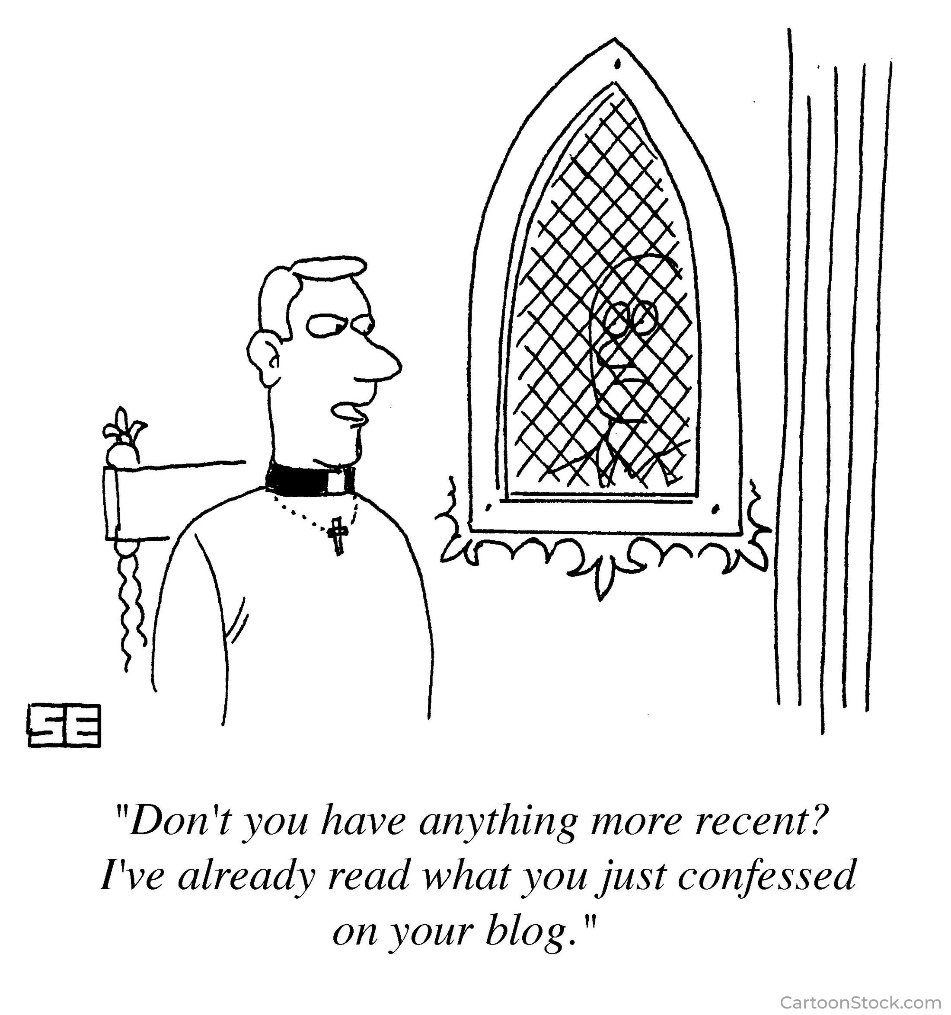 SE
"Don't you have anything more recent?
I've already read what you just confessed
on your blog."
CartoonStock.com